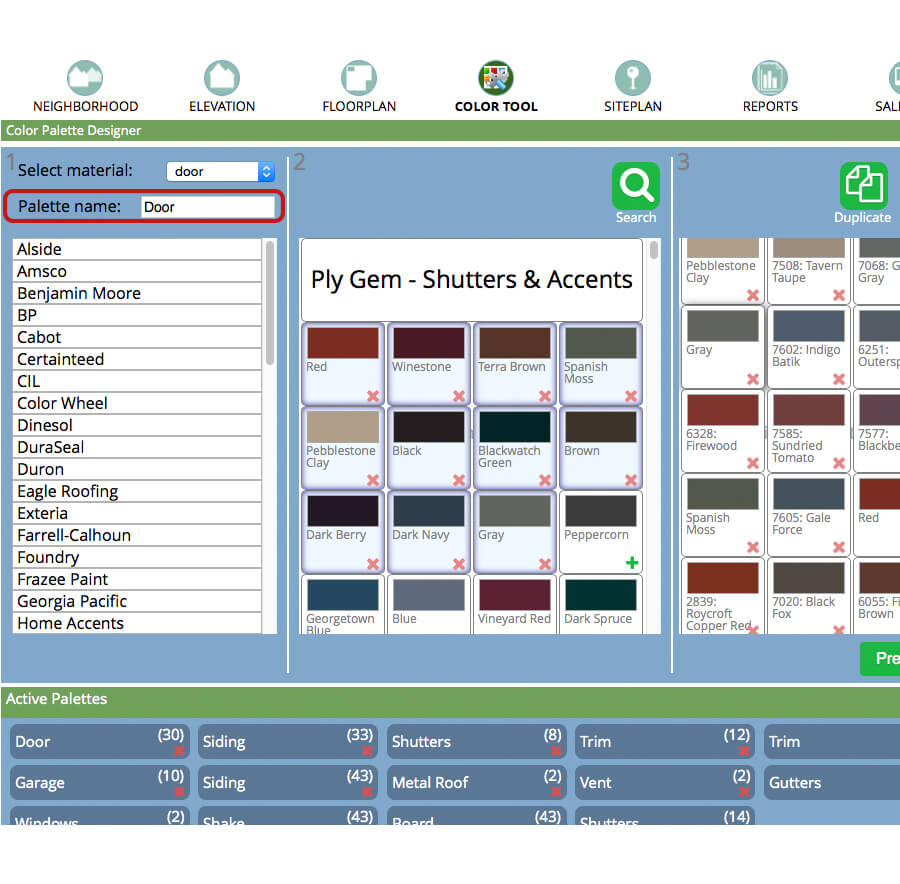 NEIGHBORHOOD
ELEVATION
FLOORPLAN
COLOR TOOL
SITEPLAN
REPORTS
Color Palette Designer
1
Select material:
door
Palette name:
Door
Alside
Amsco
Benjamin Moore
BP
Cabot
Certainteed
CIL
Color Wheel
Dinesol
DuraSeal
Duron
Eagle Roofing
Exteria
Farrell-Calhoun
Foundry
Frazee Paint
Georgia Pacific
Home Accents
2
Search
Ply Gem - Shutters & Accents
Red
Winestone
Terra Brown
Spanish
Moss
Pebblestone
Clay
Black
Blackwatch
Green
Brown
Dark Berry
Dark Navy
Gray
Peppercorn
Georgetown
Blue
Blue
Vineyard Red
Dark Spruce
3
Duplicate
Pebblestone
Clay
7508: Tavern
Taupe
7068: G
Gray
Gray
7602: Indigo
Batik
6251:
Outersp
6328:
Firewood
7585:
Sundried
Tomato
7577:
Blackbe
Spanish
Moss
7605: Gale
Force
Red
2839:
Roycroft
Copper Red
7020: Black
Fox
6055: Fi
Brown
Pre
Active Palettes
Door (30)
Siding (33)
Shutters (8)
Trim (12)
Trim
Garage (10)
Siding (43)
Metal Roof (2)
Vent (2)
Gutters
Windows (2)
Shake (43)
Board (43)
Shutters (14)